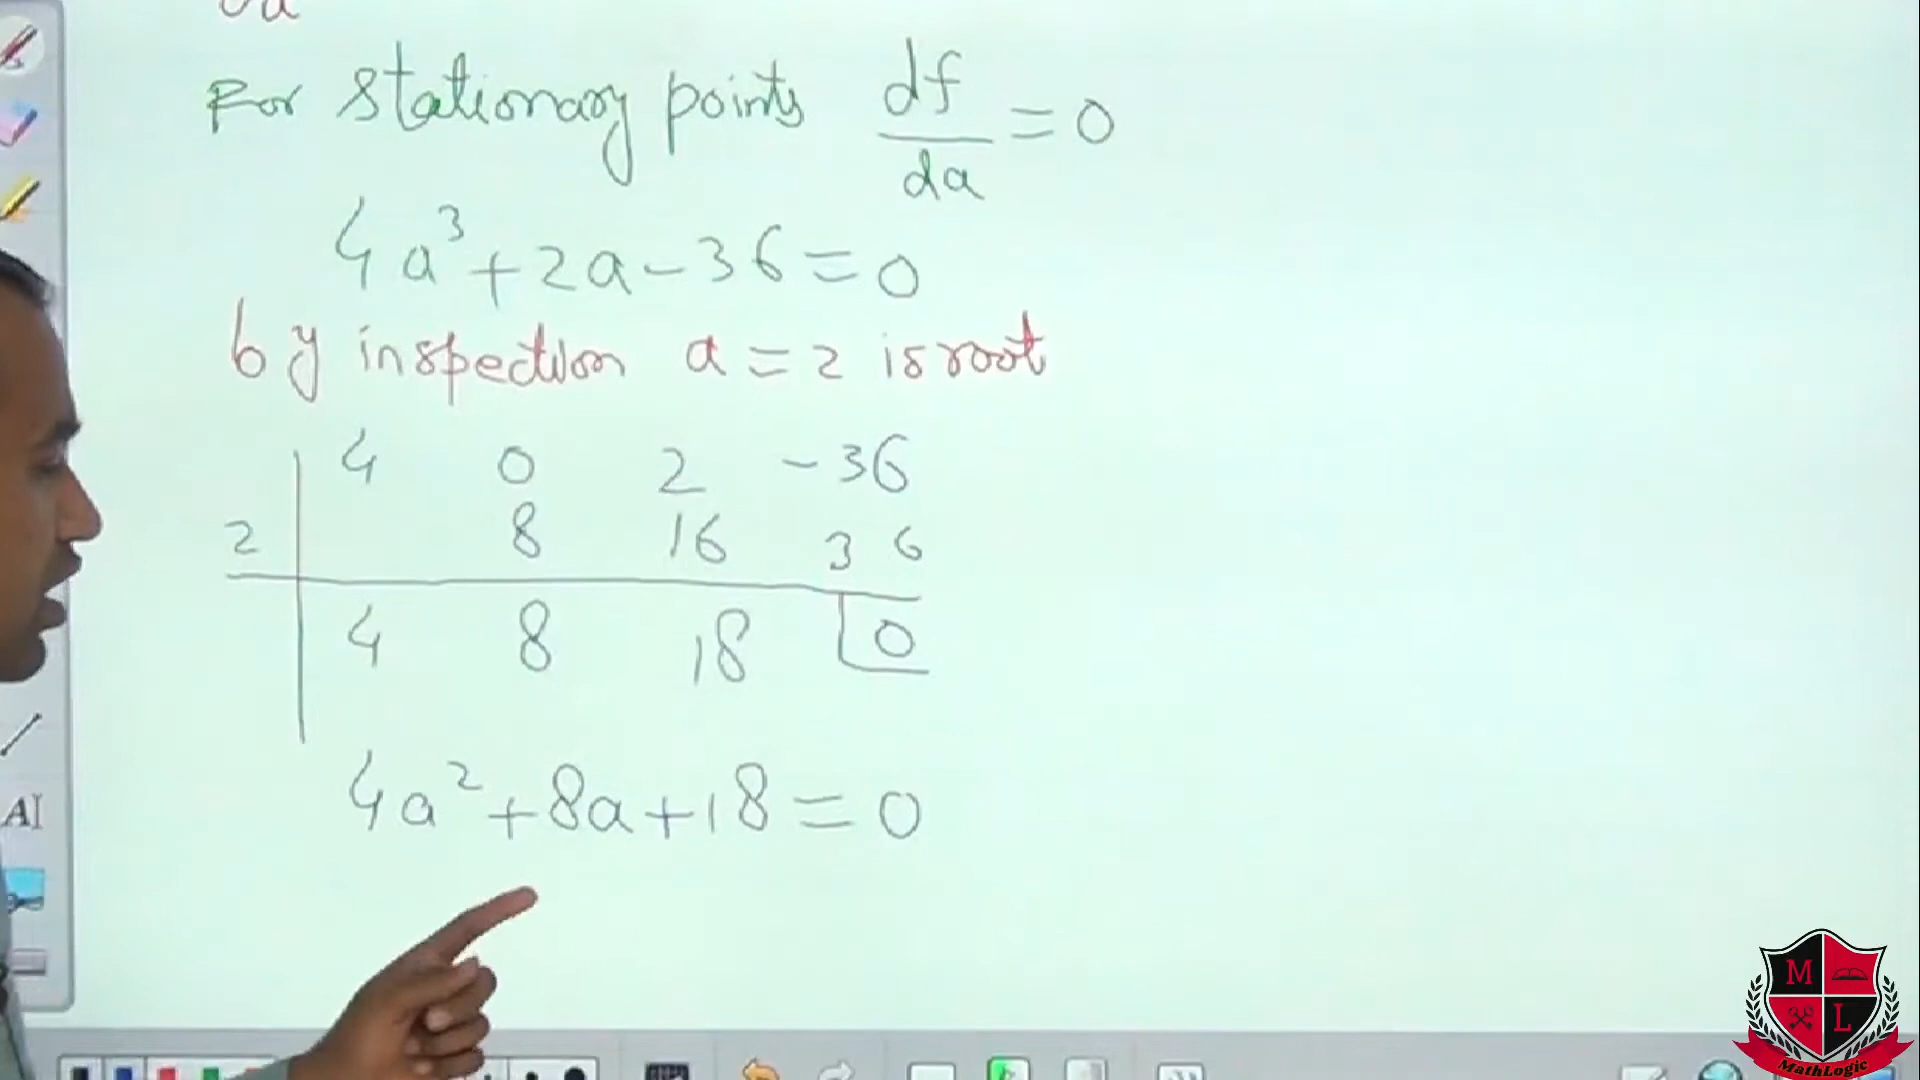 For stationary points df/da = 0
4a³ + 2a - 36 = 0
by inspection a = 2 is root
4 0 2 -36
2 8 16 36
4 8 18 0
4a² + 8a + 18 = 0
AI
M
L
MathLogic